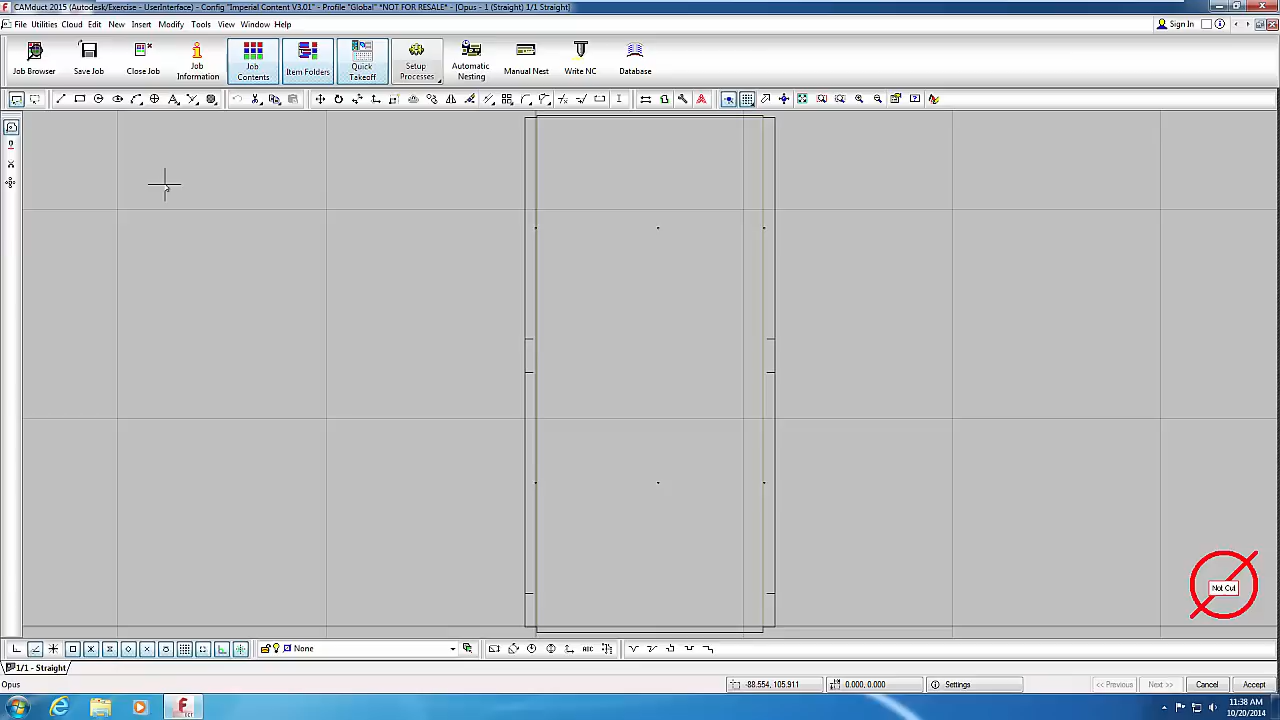 CAMduct 2015 (Autodesk/Exercise - UserInterface) - Config "Imperial Content V3.01" - Profile "Global" *NOT FOR RESALE* - [Opus - 1 (Straight) 1/1 Straight]
File Utilities Cloud Edit New Insert Modify Tools View Window Help
Sign In
Job Browser
Save Job
Close Job
Job Information
Job Contents
Item Folders
Quick Takeoff
Setup Processes
Automatic Nesting
Manual Nest
Write NC
Database
Not Cut
ABC
None
1/1 - Straight
Opus
-88.554, 105.911
0.000, 0.000
Settings
<< Previous
Next >>
Cancel
Accept
11:38 AM
10/20/2014